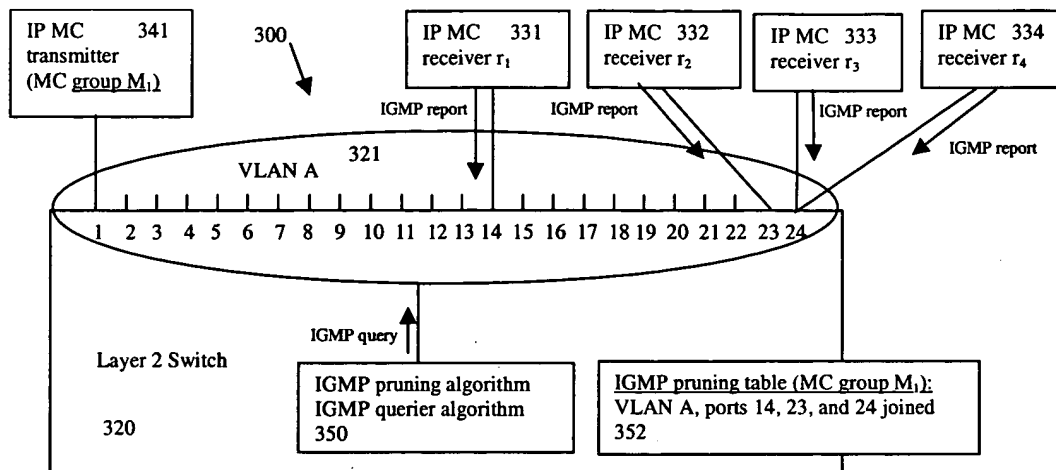 IP MC 341
transmitter
(MC group M1)
300
IP MC 331
receiver r1
IP MC 332
receiver r2
IP MC 333
receiver r3
IP MC 334
receiver r4
IGMP report
IGMP report
IGMP report
IGMP report
321
VLAN A
1 2 3 4 5 6 7 8 9 10 11 12 13 14 15 16 17 18 19 20 21 22 23 24
IGMP query
Layer 2 Switch
320
IGMP pruning algorithm
IGMP querier algorithm
350
IGMP pruning table (MC group M1):
VLAN A, ports 14, 23, and 24 joined
352